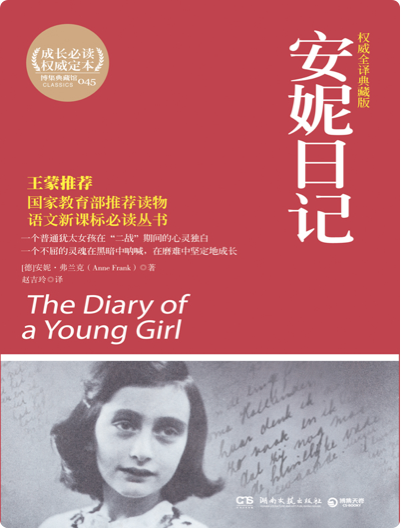 成长必读
权威定本
博集典藏馆
CLASSICS 045
权威全译典藏版
安妮日记
王蒙推荐
国家教育部推荐读物
语文新课标必读丛书
一个普通犹太女孩在“二战”期间的心灵独白
一个不屈的灵魂在黑暗中呐喊，在磨难中坚定地成长
[德]安妮·弗兰克（Anne Frank）◎著
赵吉玲◎译
The Diary of
a Young Girl
haar denk ik
CS
湖南文艺出版社
博集天卷